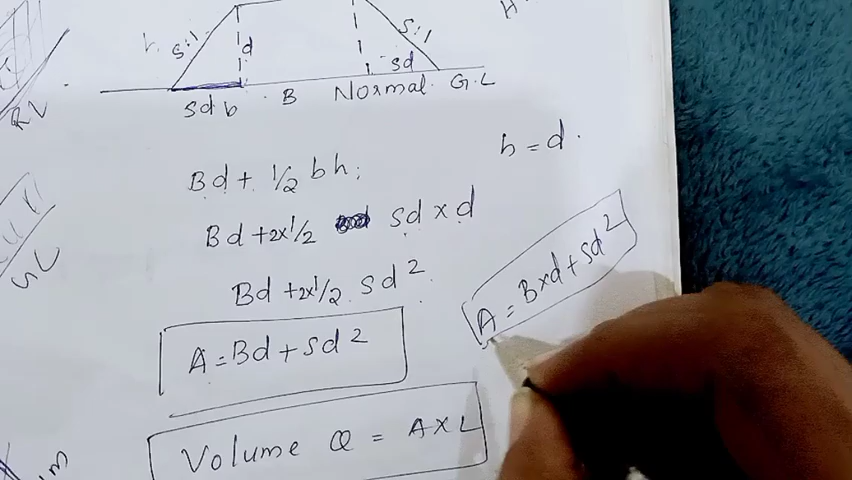 S:1
d
S:1
sd
Sd b B Normal. G.L
RL
h = d.
Bd + 1/2 bh;
Bd + 2x1/2 Sd x d
Bd + 2x1/2 Sd²
A = Bxd + Sd²
A = Bd + Sd²
Volume Q = A X L